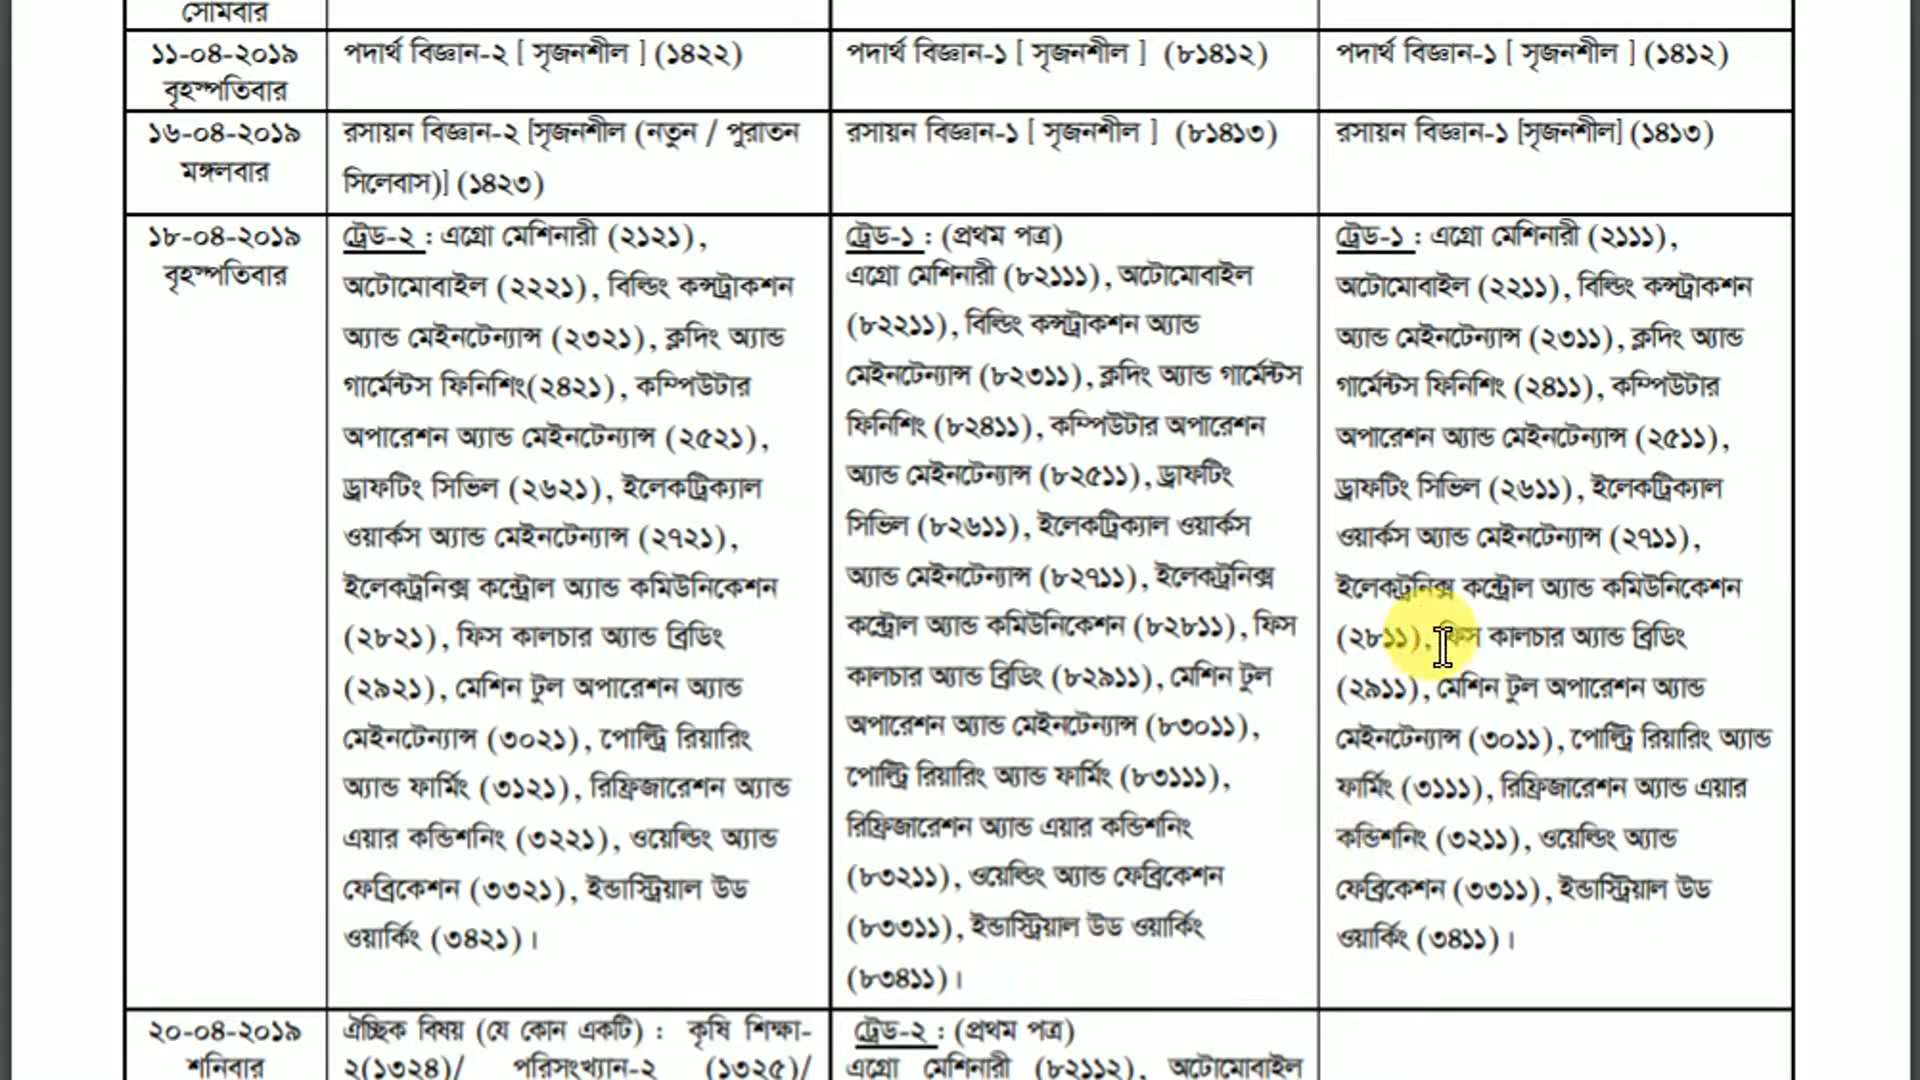 সোমবার
১১-০৪-২০১৯
বৃহস্পতিবার
পদার্থ বিজ্ঞান-২ [ সৃজনশীল ] (১৪২২)
পদার্থ বিজ্ঞান-১ [ সৃজনশীল ] (৮১৪১২)
পদার্থ বিজ্ঞান-১ [ সৃজনশীল ] (১৪১২)
১৬-০৪-২০১৯
মঙ্গলবার
রসায়ন বিজ্ঞান-২ [সৃজনশীল (নতুন / পুরাতন
সিলেবাস)] (১৪২৩)
রসায়ন বিজ্ঞান-১ [ সৃজনশীল ] (৮১৪১৩)
রসায়ন বিজ্ঞান-১ [সৃজনশীল] (১৪১৩)
১৮-০৪-২০১৯
বৃহস্পতিবার
ট্রেড-২ : এগ্রো মেশিনারী (২১২১),
অটোমোবাইল (২২২১), বিল্ডিং কন্সট্রাকশন
অ্যান্ড মেইনটেন্যান্স (২৩২১), ক্লদিং অ্যান্ড
গার্মেন্টস ফিনিশিং(২৪২১), কম্পিউটার
অপারেশন অ্যান্ড মেইনটেন্যান্স (২৫২১),
ড্রাফটিং সিভিল (২৬২১), ইলেকট্রিক্যাল
ওয়ার্কস অ্যান্ড মেইনটেন্যান্স (২৭২১),
ইলেকট্রনিক্স কন্ট্রোল অ্যান্ড কমিউনিকেশন
(২৮২১), ফিস কালচার অ্যান্ড ব্রিডিং
(২৯২১), মেশিন টুল অপারেশন অ্যান্ড
মেইনটেন্যান্স (৩০২১), পোল্ট্রি রিয়ারিং
অ্যান্ড ফার্মিং (৩১২১), রিফ্রিজারেশন অ্যান্ড
এয়ার কন্ডিশনিং (৩২২১), ওয়েল্ডিং অ্যান্ড
ফেব্রিকেশন (৩৩২১), ইন্ডাস্ট্রিয়াল উড
ওয়ার্কিং (৩৪২১)।
ট্রেড-১ : (প্রথম পত্র)
এগ্রো মেশিনারী (৮২১১১), অটোমোবাইল
(৮২২১১), বিল্ডিং কন্সট্রাকশন অ্যান্ড
মেইনটেন্যান্স (৮২৩১১), ক্লদিং অ্যান্ড গার্মেন্টস
ফিনিশিং (৮২৪১১), কম্পিউটার অপারেশন
অ্যান্ড মেইনটেন্যান্স (৮২৫১১), ড্রাফটিং
সিভিল (৮২৬১১), ইলেকট্রিক্যাল ওয়ার্কস
অ্যান্ড মেইনটেন্যান্স (৮২৭১১), ইলেকট্রনিক্স
কন্ট্রোল অ্যান্ড কমিউনিকেশন (৮২৮১১), ফিস
কালচার অ্যান্ড ব্রিডিং (৮২৯১১), মেশিন টুল
অপারেশন অ্যান্ড মেইনটেন্যান্স (৮৩০১১),
পোল্ট্রি রিয়ারিং অ্যান্ড ফার্মিং (৮৩১১১),
রিফ্রিজারেশন অ্যান্ড এয়ার কন্ডিশনিং
(৮৩২১১), ওয়েল্ডিং অ্যান্ড ফেব্রিকেশন
(৮৩৩১১), ইন্ডাস্ট্রিয়াল উড ওয়ার্কিং
(৮৩৪১১)।
ট্রেড-১ : এগ্রো মেশিনারী (২১১১),
অটোমোবাইল (২২১১), বিল্ডিং কন্সট্রাকশন
অ্যান্ড মেইনটেন্যান্স (২৩১১), ক্লদিং অ্যান্ড
গার্মেন্টস ফিনিশিং (২৪১১), কম্পিউটার
অপারেশন অ্যান্ড মেইনটেন্যান্স (২৫১১),
ড্রাফটিং সিভিল (২৬১১), ইলেকট্রিক্যাল
ওয়ার্কস অ্যান্ড মেইনটেন্যান্স (২৭১১),
ইলেকট্রনিক্স কন্ট্রোল অ্যান্ড কমিউনিকেশন
(২৮১১), ফিস কালচার অ্যান্ড ব্রিডিং
(২৯১১), মেশিন টুল অপারেশন অ্যান্ড
মেইনটেন্যান্স (৩০১১), পোল্ট্রি রিয়ারিং অ্যান্ড
ফার্মিং (৩১১১), রিফ্রিজারেশন অ্যান্ড এয়ার
কন্ডিশনিং (৩২১১), ওয়েল্ডিং অ্যান্ড
ফেব্রিকেশন (৩৩১১), ইন্ডাস্ট্রিয়াল উড
ওয়ার্কিং (৩৪১১)।
২০-০৪-২০১৯
শনিবার
ঐচ্ছিক বিষয় (যে কোন একটি) : কৃষি শিক্ষা-
২(১৩২৪)/ পরিসংখ্যান-২ (১৩২৫)/
ট্রেড-২ : (প্রথম পত্র)
এগ্রো মেশিনারী (৮২১১২), অটোমোবাইল